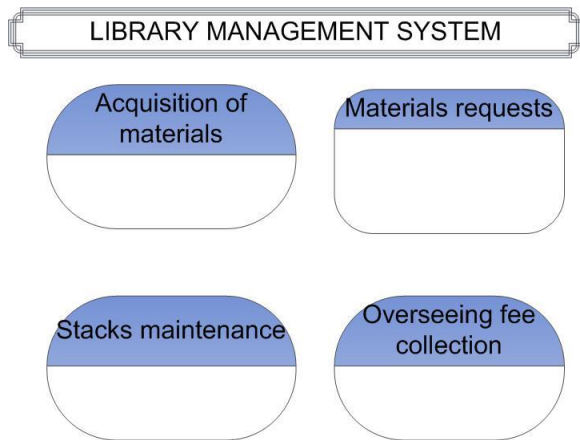 LIBRARY MANAGEMENT SYSTEM
Acquisition of
materials
Materials requests
Stacks maintenance
Overseeing fee
collection